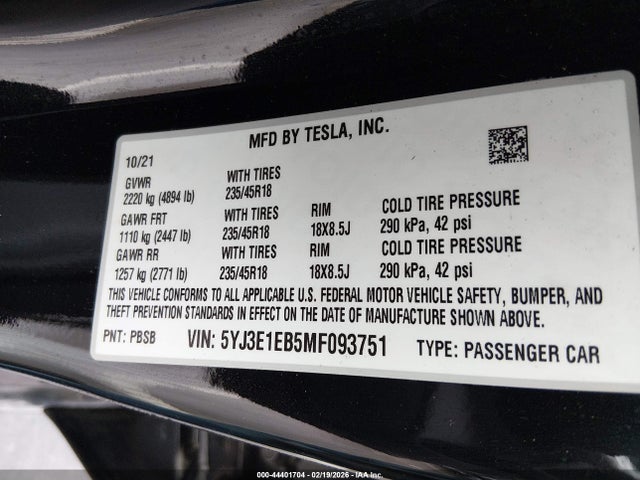 MFD BY TESLA, INC.
10/21
GVWR WITH TIRES
2220 kg (4894 lb) 235/45R18
GAWR FRT WITH TIRES RIM COLD TIRE PRESSURE
1110 kg (2447 lb) 235/45R18 18X8.5J 290 kPa, 42 psi
GAWR RR WITH TIRES RIM COLD TIRE PRESSURE
1257 kg (2771 lb) 235/45R18 18X8.5J 290 kPa, 42 psi
THIS VEHICLE CONFORMS TO ALL APPLICABLE U.S. FEDERAL MOTOR VEHICLE SAFETY, BUMPER, AND
THEFT PREVENTION STANDARDS IN EFFECT ON THE DATE OF MANUFACTURE SHOWN ABOVE.
PNT: PBSB VIN: 5YJ3E1EB5MF093751 TYPE: PASSENGER CAR
000-44401704 - 02/19/2026 - IAA Inc.